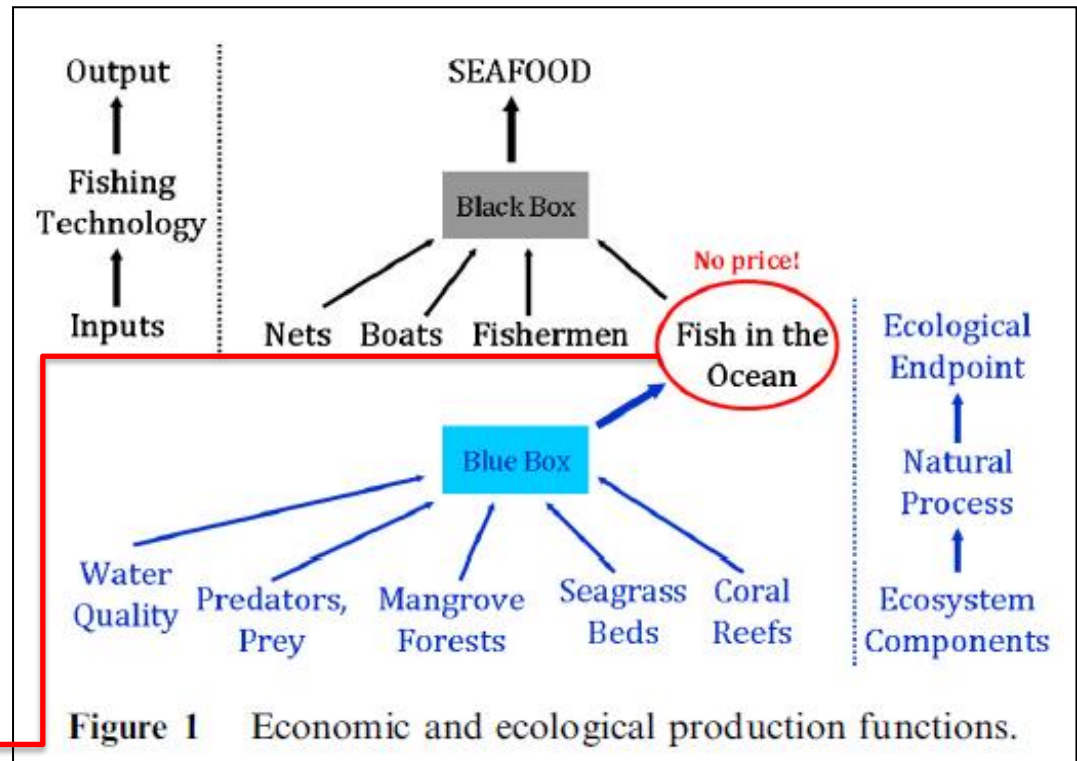 Output
Fishing
Technology
Inputs
SEAFOOD
Black Box
No price!
Nets
Boats
Fishermen
Fish in the
Ocean
Blue Box
Water
Quality
Predators,
Prey
Mangrove
Forests
Seagrass
Beds
Coral
Reefs
Ecological
Endpoint
Natural
Process
Ecosystem
Components
Figure 1 Economic and ecological production functions.